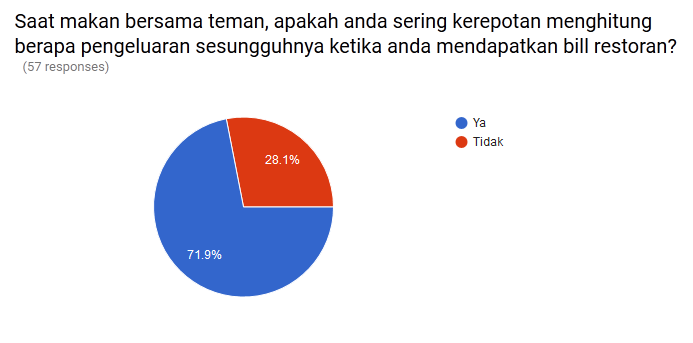 Saat makan bersama teman, apakah anda sering kerepotan menghitung
berapa pengeluaran sesungguhnya ketika anda mendapatkan bill restoran?
(57 responses)
Ya
Tidak
28.1%
71.9%